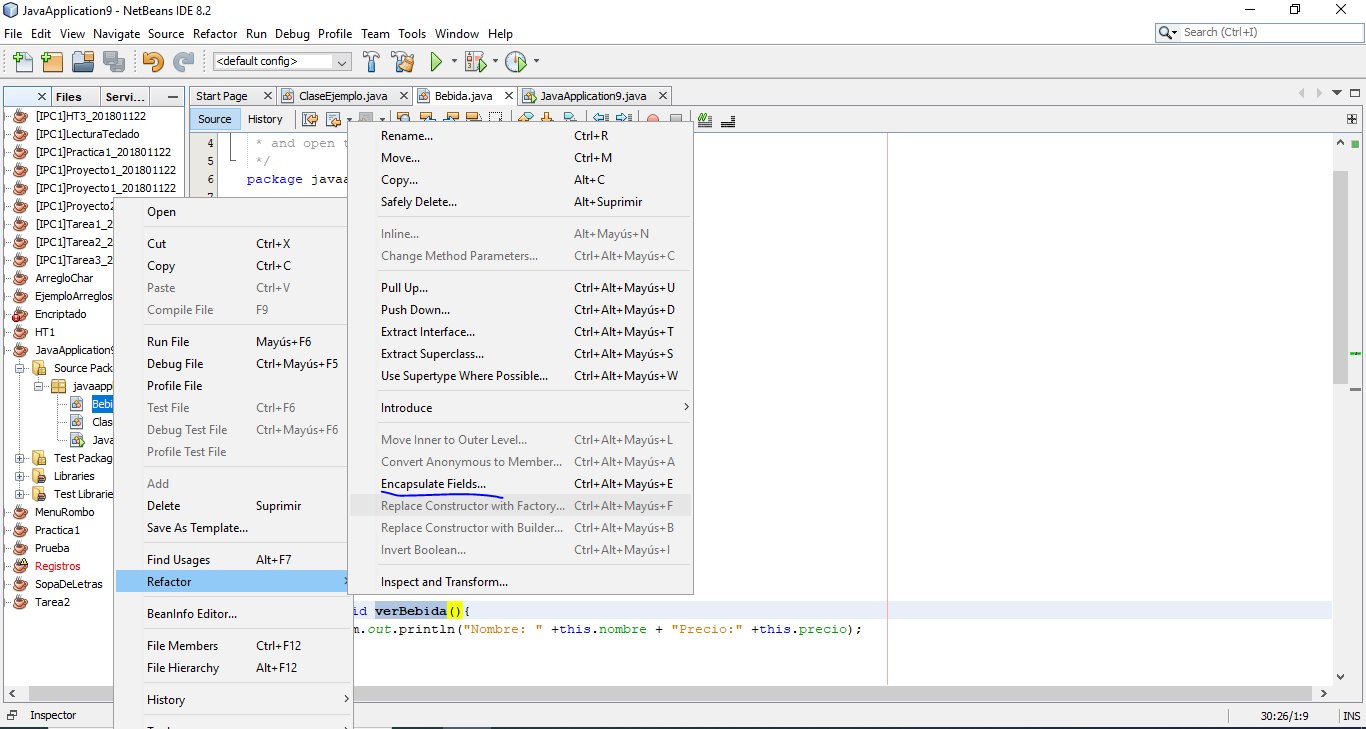 JavaApplication9 - NetBeans IDE 8.2
File Edit View Navigate Source Refactor Run Debug Profile Team Tools Window Help
Search (Ctrl+I)
<default config>
Files Servi...
Start Page ClaseEjemplo.java Bebida.java JavaApplication9.java
Source History
[IPC1]HT3_201801122
[IPC1]LecturaTeclado
[IPC1]Practica1_201801122
[IPC1]Proyecto1_201801122
[IPC1]Proyecto1_201801122
[IPC1]Proyecto2
[IPC1]Tarea1_2
[IPC1]Tarea2_2
[IPC1]Tarea3_2
ArregloChar
EjemploArreglos
Encriptado
HT1
JavaApplication9
Source Pack
javaappl
Bebi
Clas
Java
Test Packag
Libraries
Test Librarie
MenuRombo
Practica1
Prueba
Registros
SopaDeLetras
Tarea2
4 * and open t
5 */
6 package javaa
Open
Cut Ctrl+X
Copy Ctrl+C
Paste Ctrl+V
Compile File F9
Run File Mayús+F6
Debug File Ctrl+Mayús+F5
Profile File
Test File Ctrl+F6
Debug Test File Ctrl+Mayús+F6
Profile Test File
Add
Delete Suprimir
Save As Template...
Find Usages Alt+F7
Refactor
BeanInfo Editor...
File Members Ctrl+F12
File Hierarchy Alt+F12
History
Rename... Ctrl+R
Move... Ctrl+M
Copy... Alt+C
Safely Delete... Alt+Suprimir
Inline... Alt+Mayús+N
Change Method Parameters... Ctrl+Alt+Mayús+C
Pull Up... Ctrl+Alt+Mayús+U
Push Down... Ctrl+Alt+Mayús+D
Extract Interface... Ctrl+Alt+Mayús+T
Extract Superclass... Ctrl+Alt+Mayús+S
Use Supertype Where Possible... Ctrl+Alt+Mayús+W
Introduce
Move Inner to Outer Level... Ctrl+Alt+Mayús+L
Convert Anonymous to Member... Ctrl+Alt+Mayús+A
Encapsulate Fields... Ctrl+Alt+Mayús+E
Replace Constructor with Factory... Ctrl+Alt+Mayús+F
Replace Constructor with Builder... Ctrl+Alt+Mayús+B
Invert Boolean... Ctrl+Alt+Mayús+I
Inspect and Transform...
id verBebida(){
m.out.println("Nombre: " +this.nombre + "Precio:" +this.precio);
Inspector
30:26/1:9 INS